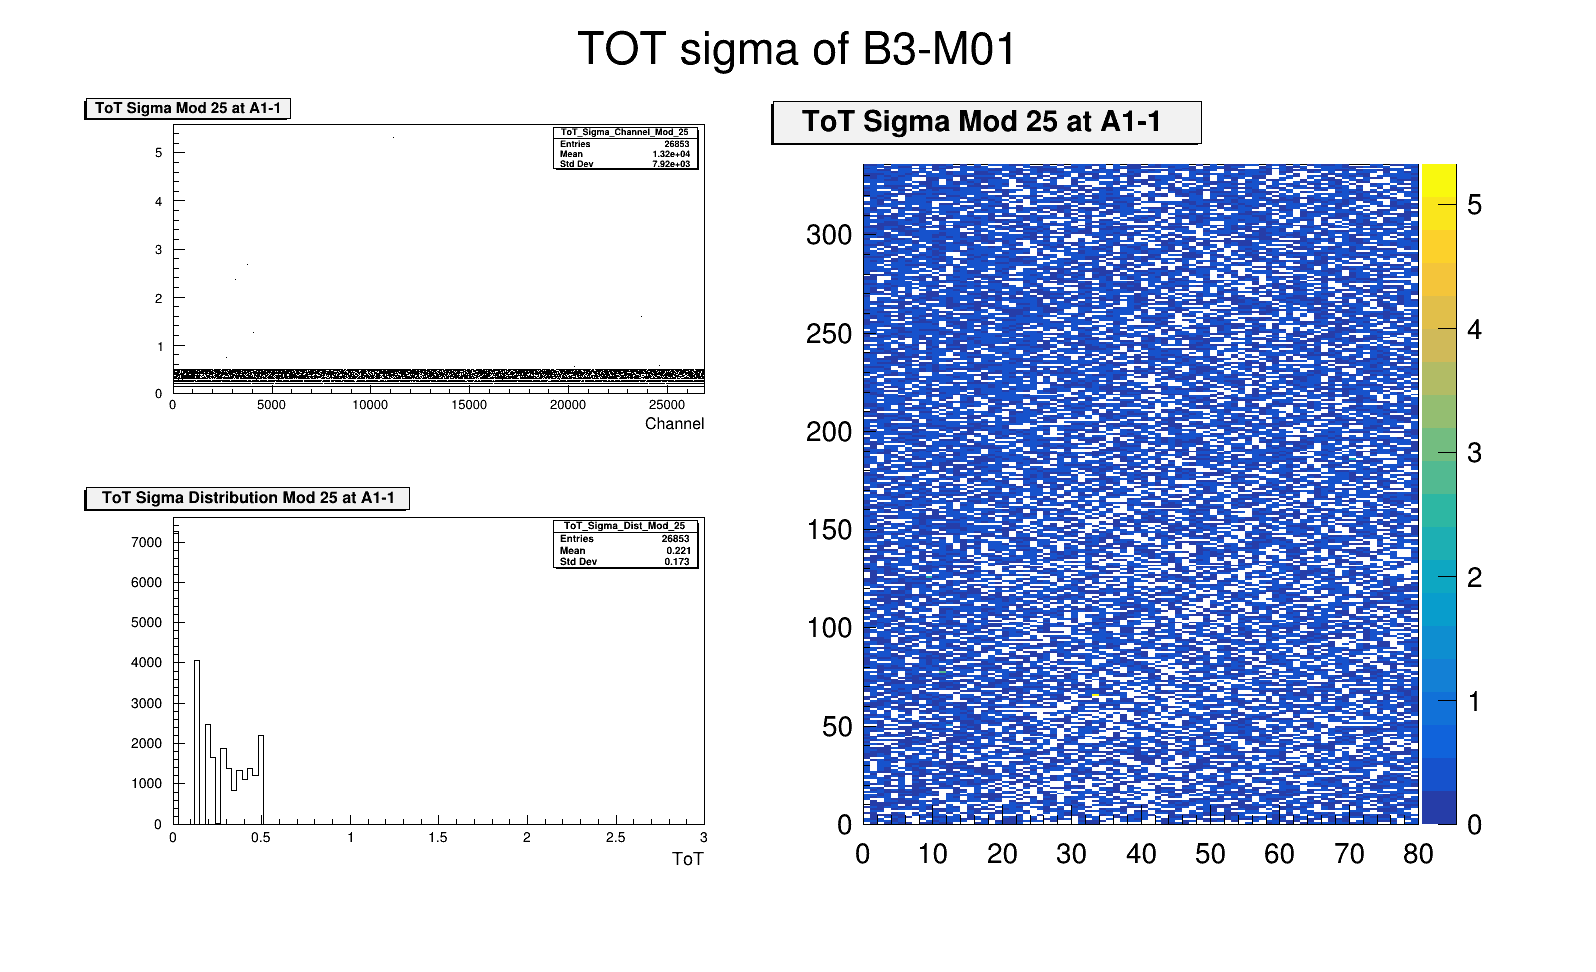 TOT sigma of B3-M01
ToT Sigma Mod 25 at A1-1
ToT_Sigma_Channel_Mod_25
Entries 26853
Mean 1.32e+04
Std Dev 7.92e+03
5
4
3
2
1
0
0 5000 10000 15000 20000 25000
Channel
ToT Sigma Distribution Mod 25 at A1-1
ToT_Sigma_Dist_Mod_25
Entries 26853
Mean 0.221
Std Dev 0.173
7000
6000
5000
4000
3000
2000
1000
0
0 0.5 1 1.5 2 2.5 3
ToT
ToT Sigma Mod 25 at A1-1
300
250
200
150
100
50
0
0 10 20 30 40 50 60 70 80
5
4
3
2
1
0